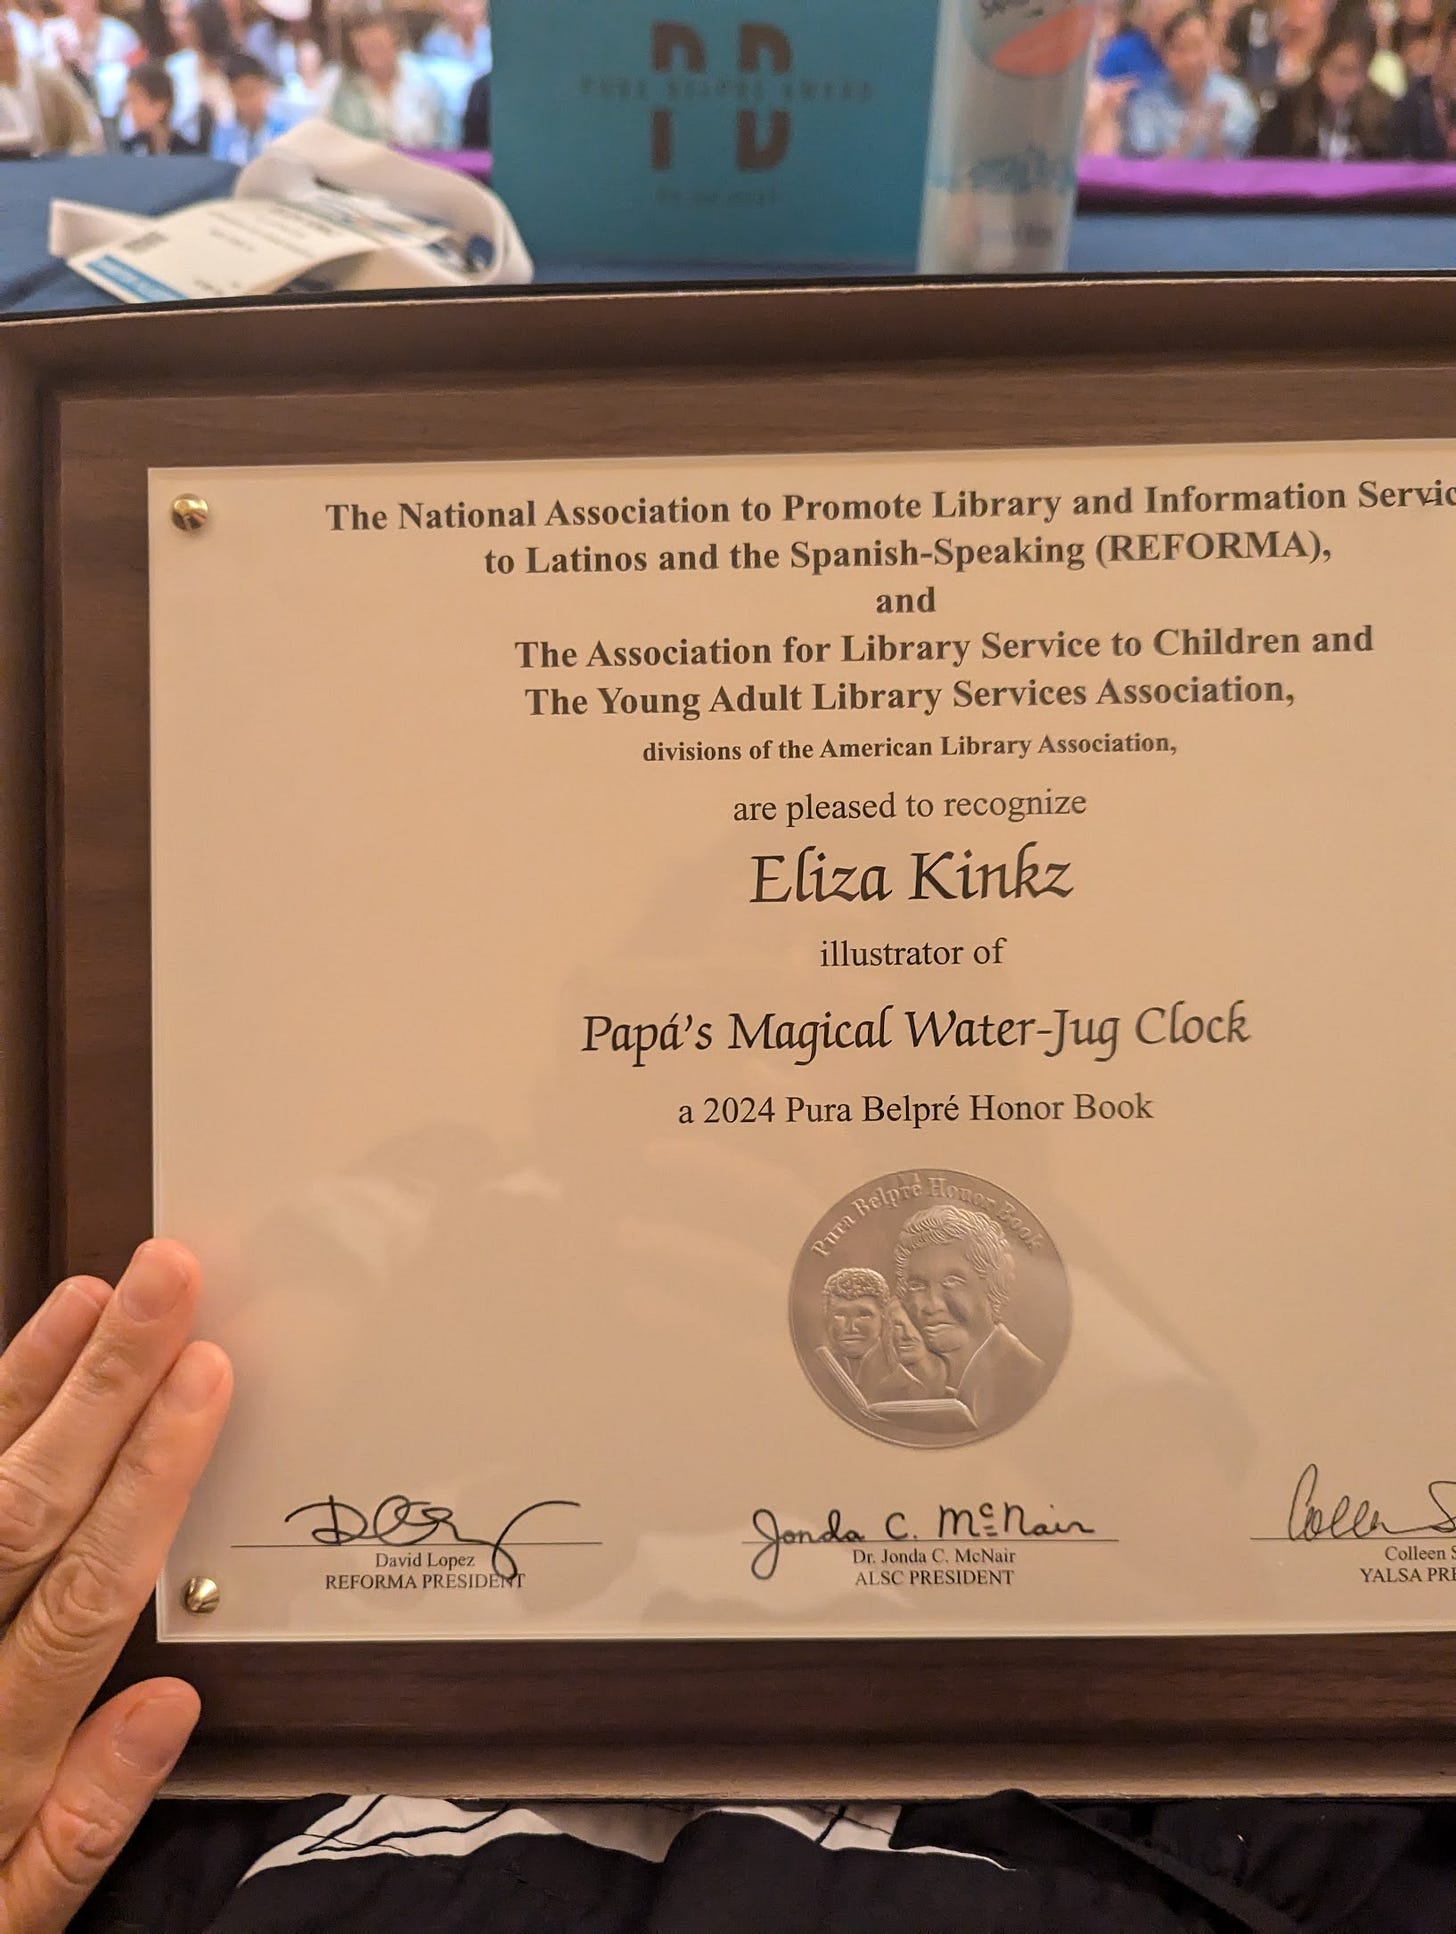 PURA BELPRÉ AWARD
The National Association to Promote Library and Information Servic
to Latinos and the Spanish-Speaking (REFORMA),
and
The Association for Library Service to Children and
The Young Adult Library Services Association,
divisions of the American Library Association,
are pleased to recognize
Eliza Kinkz
illustrator of
Papá's Magical Water-Jug Clock
a 2024 Pura Belpré Honor Book
Pura Belpré Honor Book
Jonda C. McNair
David Lopez
REFORMA PRESIDENT
Dr. Jonda C. McNair
ALSC PRESIDENT
Colleen S
YALSA PRE